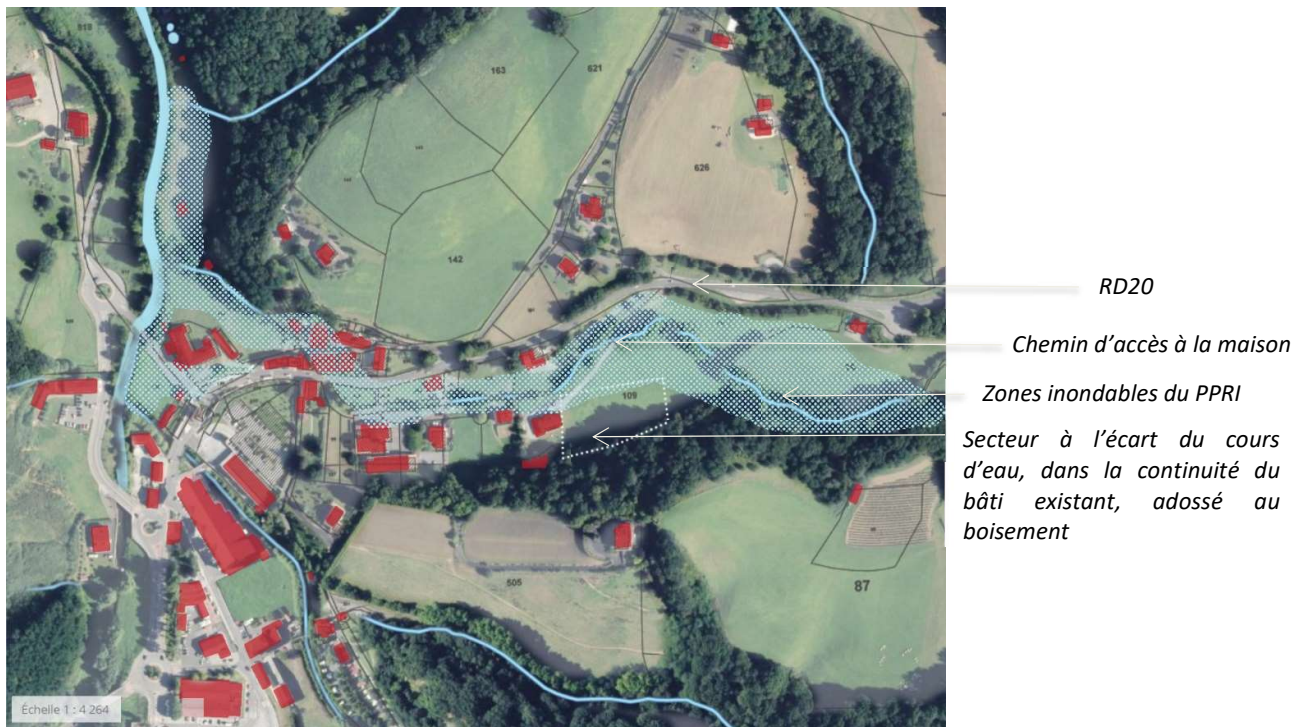 163
621
626
142
RD20
Chemin d’accès à la maison
Zones inondables du PPRI
109
Secteur à l’écart du cours
d’eau, dans la continuité du
bâti existant, adossé au
boisement
505
87
Échelle 1 : 4 264